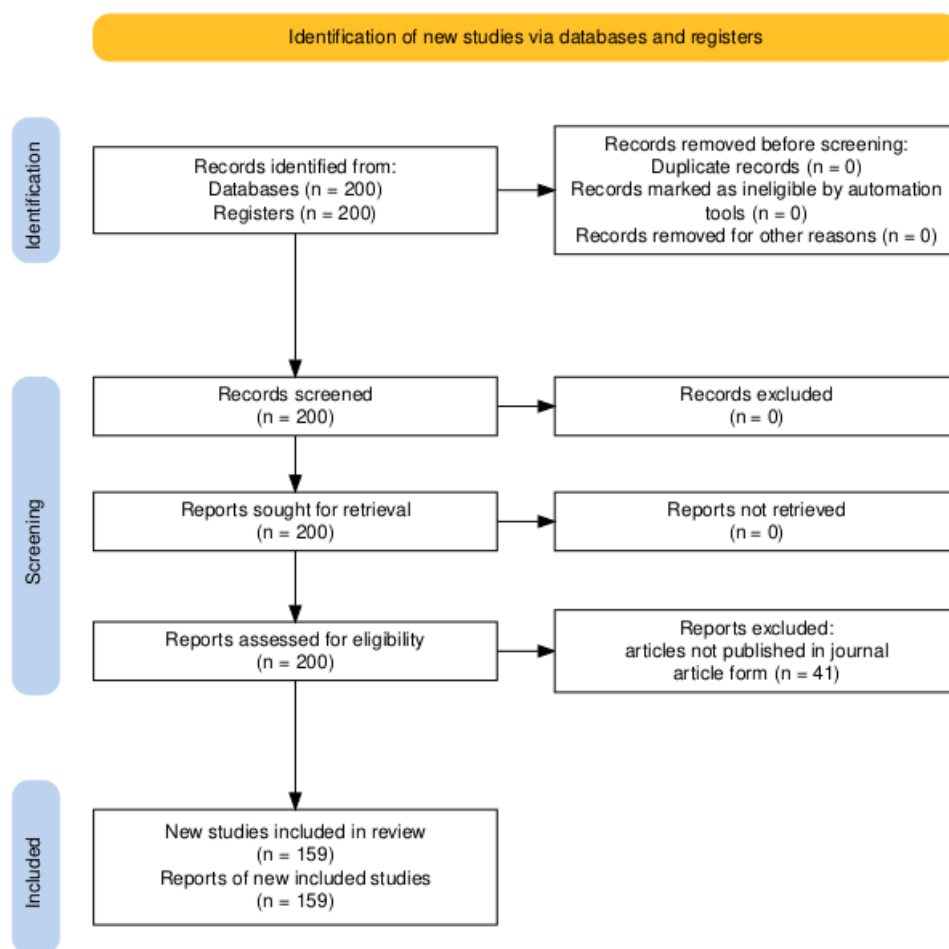 Identification of new studies via databases and registers
Identification
Records identified from:
Databases (n = 200)
Registers (n = 200)
Records removed before screening:
Duplicate records (n = 0)
Records marked as ineligible by automation
tools (n = 0)
Records removed for other reasons (n = 0)
Screening
Records screened
(n = 200)
Records excluded
(n = 0)
Reports sought for retrieval
(n = 200)
Reports not retrieved
(n = 0)
Reports assessed for eligibility
(n = 200)
Reports excluded:
articles not published in journal
article form (n = 41)
Included
New studies included in review
(n = 159)
Reports of new included studies
(n = 159)